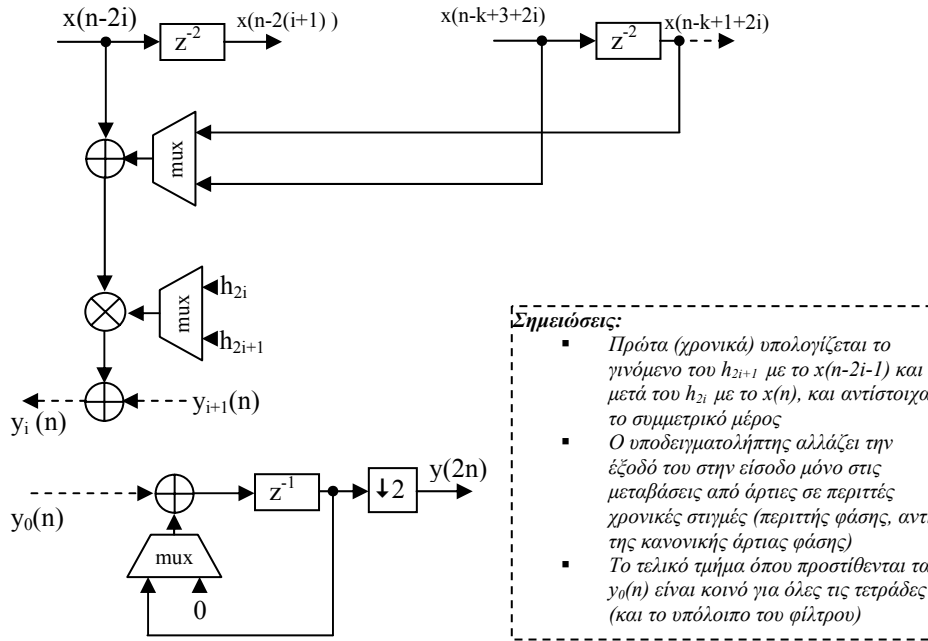 x(n-2i)
z-2
x(n-2(i+1) )
x(n-k+3+2i)
z-2
x(n-k+1+2i)
mux
mux
h2i
h2i+1
yi (n)
yi+1(n)
y0(n)
z-1
↓2
y(2n)
mux
0
Σημειώσεις:
▪ Πρώτα (χρονικά) υπολογίζεται το
γινόμενο του h2i+1 με το x(n-2i-1) και
μετά του h2i με το x(n), και αντίστοιχα
το συμμετρικό μέρος
▪ Ο υποδειγματολήπτης αλλάζει την
έξοδό του στην είσοδο μόνο στις
μεταβάσεις από άρτιες σε περιττές
χρονικές στιγμές (περιττής φάσης, αντί
της κανονικής άρτιας φάσης)
▪ Το τελικό τμήμα όπου προστίθενται τα
y0(n) είναι κοινό για όλες τις τετράδες
(και το υπόλοιπο του φίλτρου)